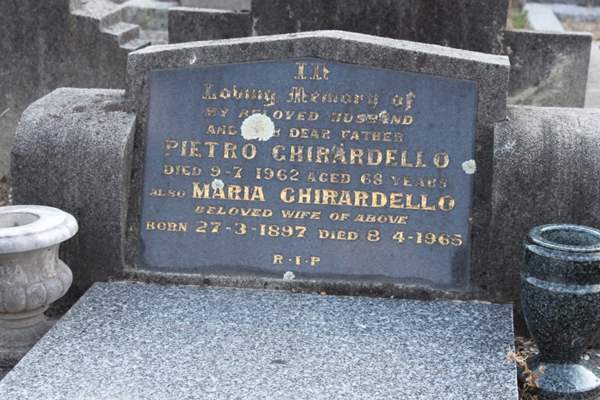 In
Loving Memory of
MY BELOVED HUSBAND
AND OUR DEAR FATHER
PIETRO GHIRARDELLO
DIED 9-7 1962 AGED 68 YEARS
ALSO MARIA GHIRARDELLO
BELOVED WIFE OF ABOVE
BORN 27-3-1897 DIED 8 4-1965
R·I·P